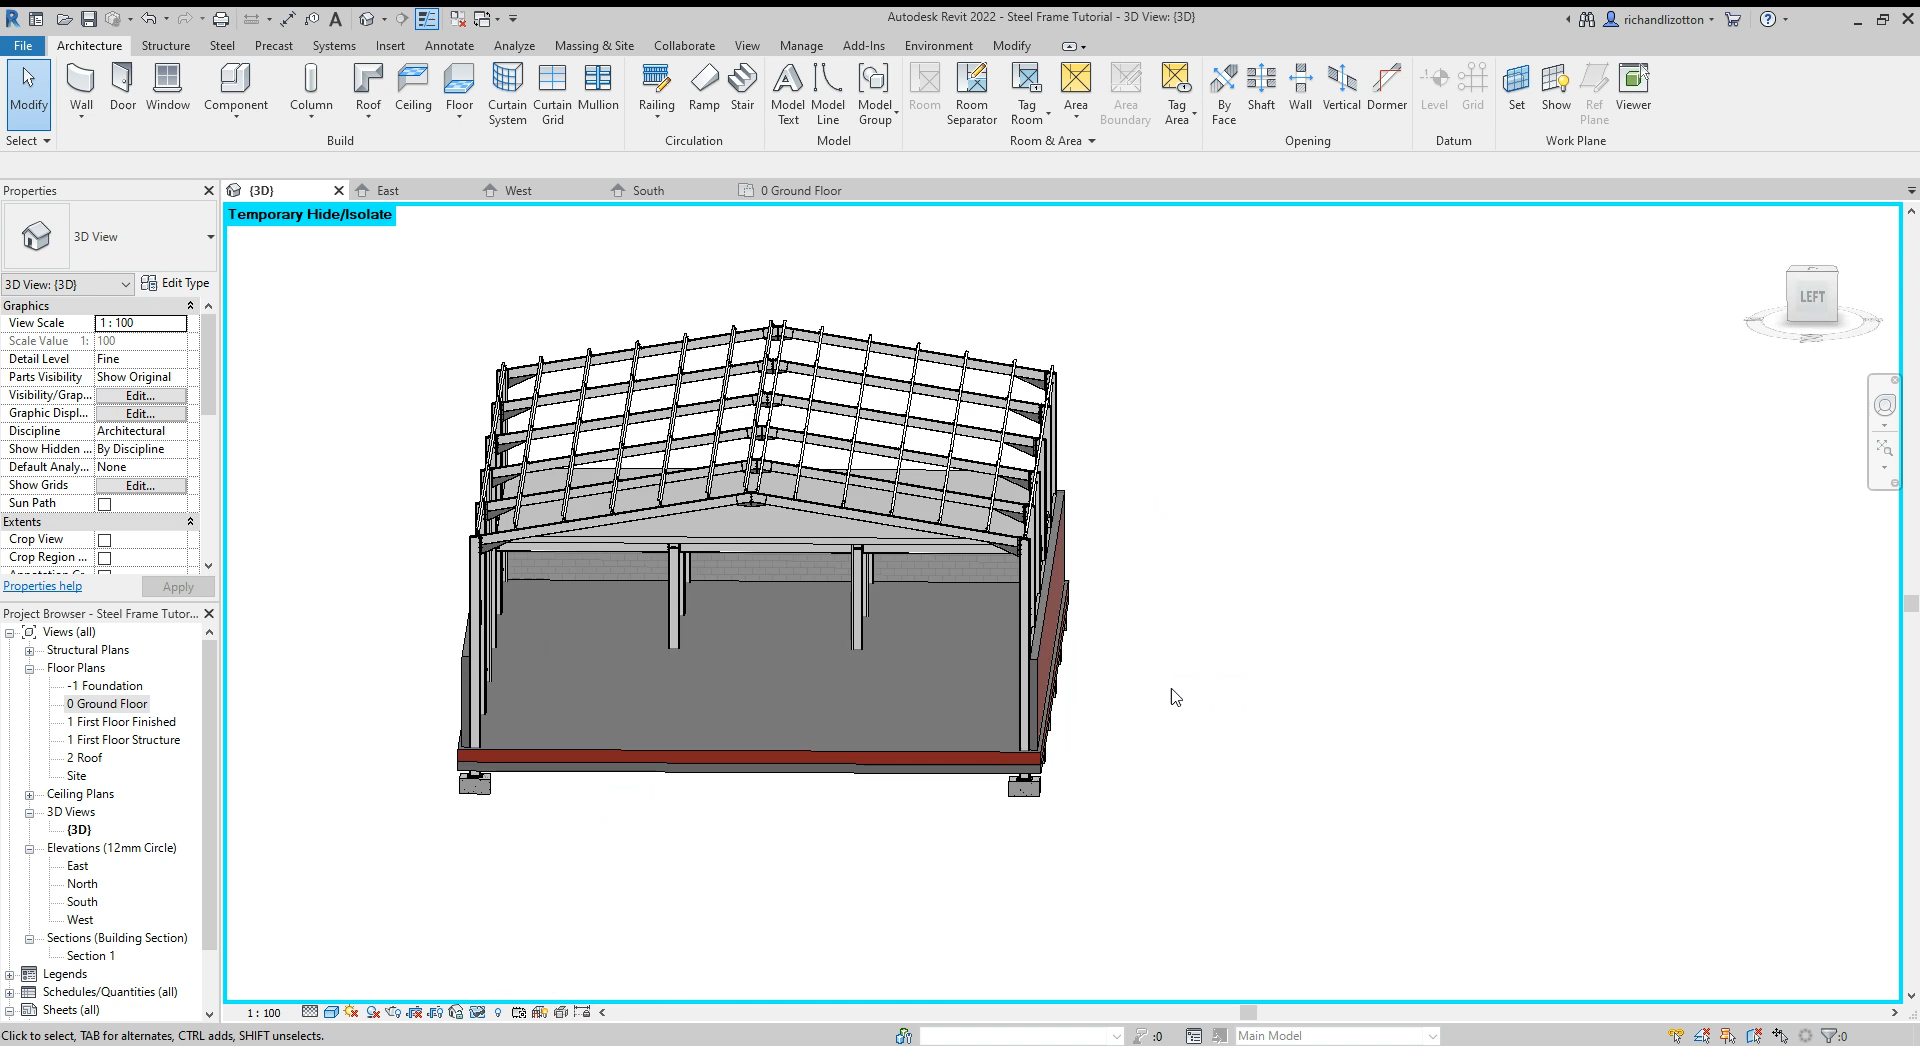 Autodesk Revit 2022 - Steel Frame Tutorial - 3D View: {3D}
richandlizotton
File Architecture Structure Steel Precast Systems Insert Annotate Analyze Massing & Site Collaborate View Manage Add-Ins Environment Modify
Modify Wall Door Window Component Column Roof Ceiling Floor Curtain System Curtain Grid Mullion Railing Ramp Stair Model Text Model Line Model Group Room Room Separator Tag Room Area Area Boundary Tag Area By Face Shaft Wall Vertical Dormer Level Grid Set Show Ref Plane Viewer
Select Build Circulation Model Room & Area Opening Datum Work Plane
Properties
{3D} East West South 0 Ground Floor
Temporary Hide/Isolate
3D View
3D View: {3D} Edit Type
Graphics
View Scale 1 : 100
Scale Value 1: 100
Detail Level Fine
Parts Visibility Show Original
Visibility/Grap... Edit...
Graphic Displ... Edit...
Discipline Architectural
Show Hidden ... By Discipline
Default Analy... None
Show Grids Edit...
Sun Path
Extents
Crop View
Crop Region ...
Properties help Apply
Project Browser - Steel Frame Tutor...
Views (all)
Structural Plans
Floor Plans
-1 Foundation
0 Ground Floor
1 First Floor Finished
1 First Floor Structure
2 Roof
Site
Ceiling Plans
3D Views
{3D}
Elevations (12mm Circle)
East
North
South
West
Sections (Building Section)
Section 1
Legends
Schedules/Quantities (all)
Sheets (all)
LEFT
1 : 100
Click to select, TAB for alternates, CTRL adds, SHIFT unselects.
:0
Main Model
:0